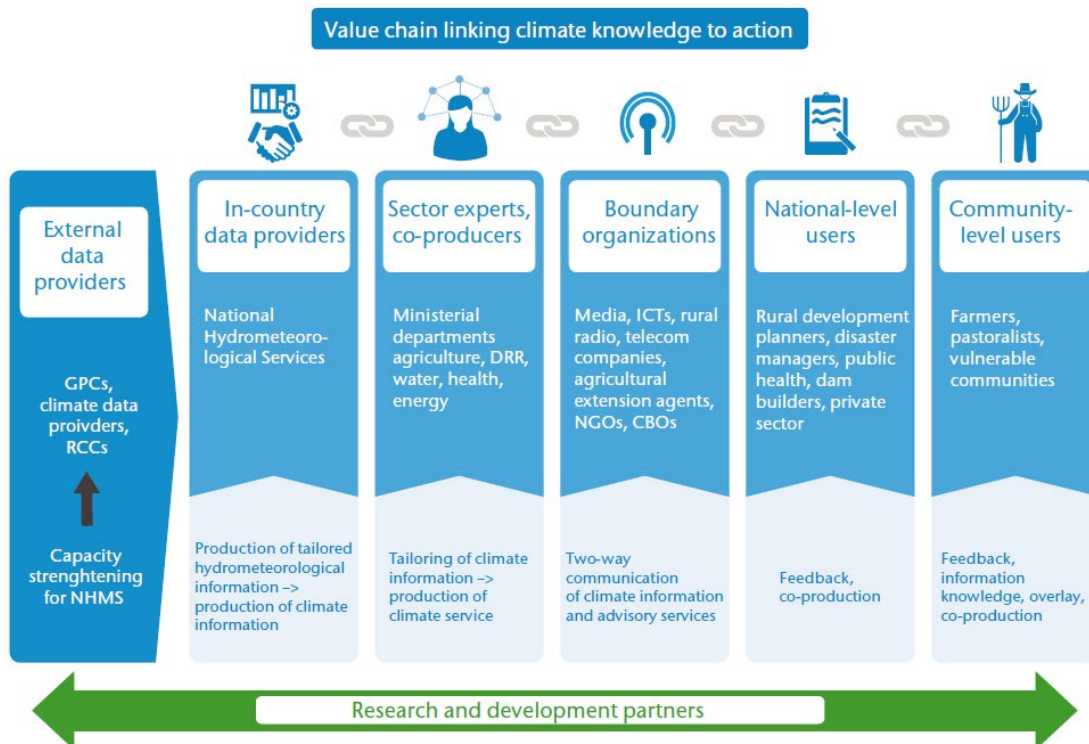 Value chain linking climate knowledge to action
External
data
providers
GPCs,
climate data
proivders,
RCCs
Capacity
strenghtening
for NHMS
In-country
data providers
National
Hydrometeoro-
logical Services
Production of tailored
hydrometeorological
information –>
production of climate
information
Sector experts,
co-producers
Ministerial
departments
agriculture, DRR,
water, health,
energy
Tailoring of climate
information –>
production of
climate service
Boundary
organizations
Media, ICTs, rural
radio, telecom
companies,
agricultural
extension agents,
NGOs, CBOs
Two-way
communication
of climate information
and advisory services
National-level
users
Rural development
planners, disaster
managers, public
health, dam
builders, private
sector
Feedback,
co-production
Community-
level users
Farmers,
pastoralists,
vulnerable
communities
Feedback,
information
knowledge, overlay,
co-production
Research and development partners